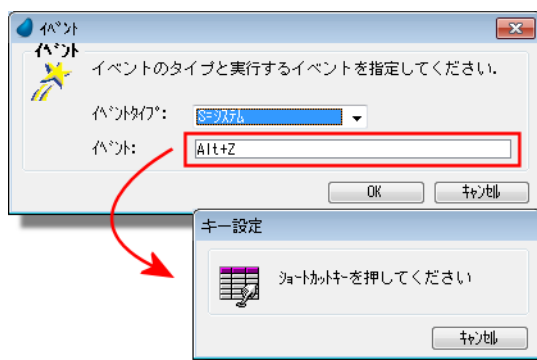 ｲﾍﾞﾝﾄ
ｲﾍﾞﾝﾄ
イベントのタイプと実行するイベントを指定してください.
ｲﾍﾞﾝﾄﾀｲﾌﾟ:
S=ｼｽﾃﾑ
ｲﾍﾞﾝﾄ:
Alt+Z
OK
ｷｬﾝｾﾙ
キー設定
ｼｮｰﾄｶｯﾄｷｰを押してください
ｷｬﾝｾﾙ